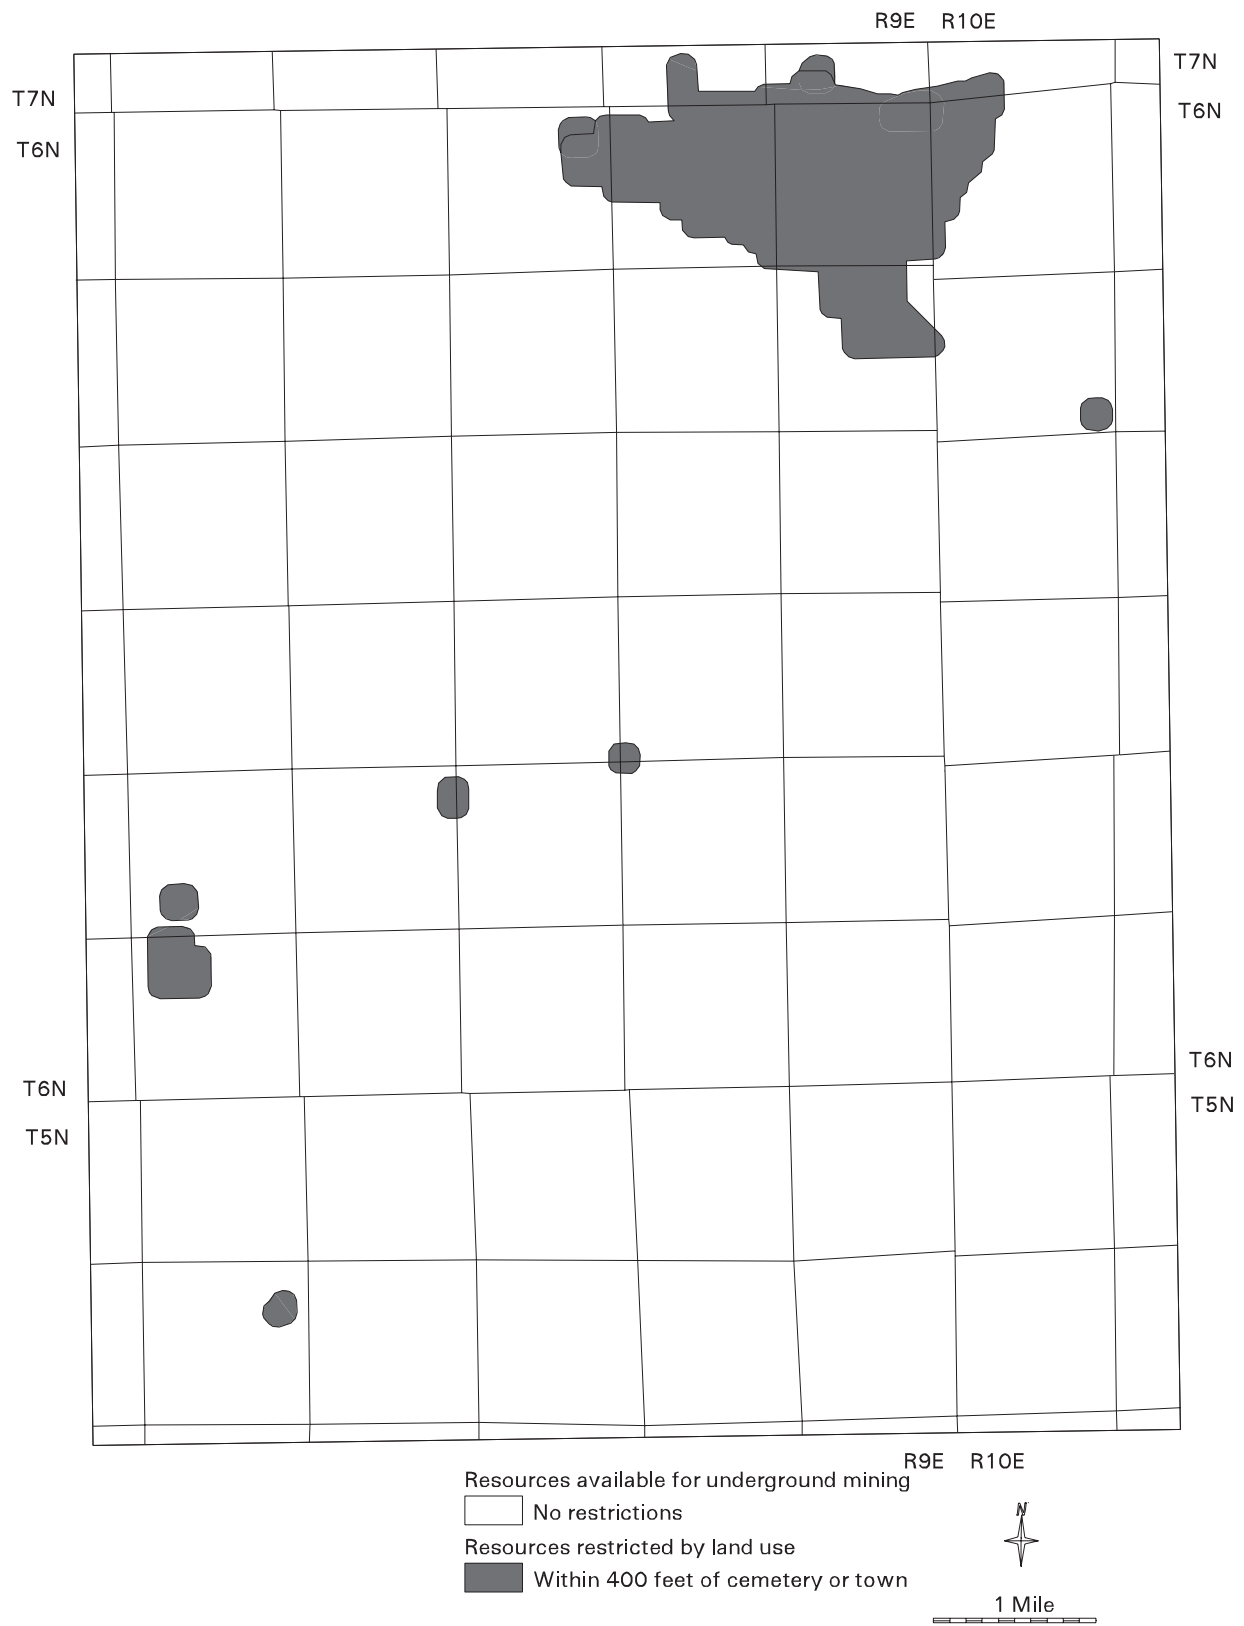 R9E R10E
T7N
T7N
T6N
T6N
T6N
T6N
T5N
T5N
R9E R10E
Resources available for underground mining
No restrictions
Resources restricted by land use
Within 400 feet of cemetery or town
N
1 Mile